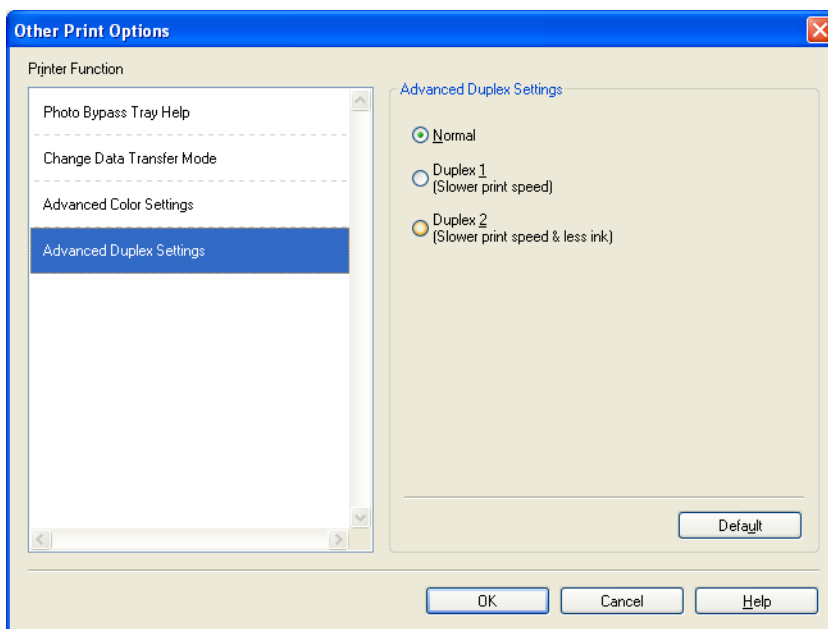 Other Print Options
Printer Function
Photo Bypass Tray Help
Change Data Transfer Mode
Advanced Color Settings
Advanced Duplex Settings
Advanced Duplex Settings
Normal
Duplex 1
(Slower print speed)
Duplex 2
(Slower print speed & less ink)
Default
OK
Cancel
Help